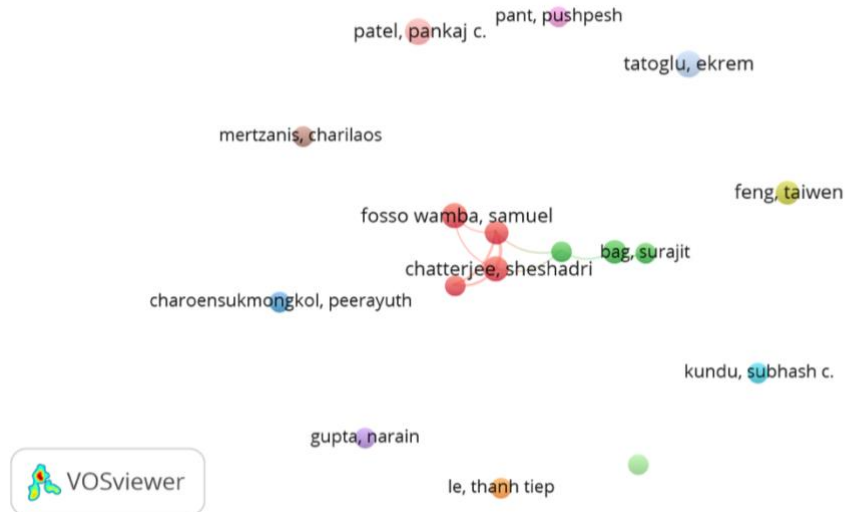 pant, pushpesh
patel, pankaj c.
tatoglu, ekrem
mertzanis, charilaos
feng, taiwen
fosso wamba, samuel
bag, surajit
chatterjee, sheshadri
charoensukmongkol, peerayuth
kundu, subhash c.
gupta, narain
VOSviewer
le, thanh tiep